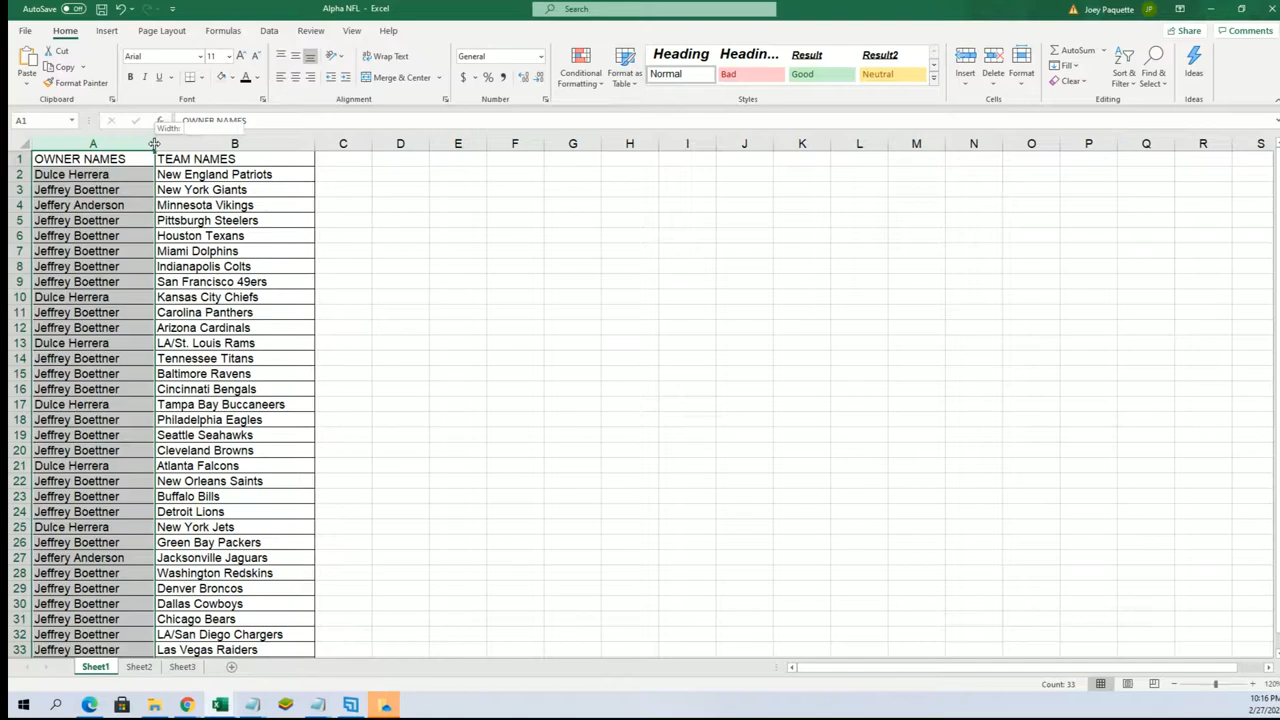 AutoSave Off Alpha NFL - Excel Search Joey Paquette JP
File Home Insert Page Layout Formulas Data Review View Help Share Comments
Paste Cut Copy Format Painter Clipboard
Arial 11 A A B I U A Font
Wrap Text Merge & Center Alignment
General $ % Number
Conditional Formatting Format as Table
Heading Headin... Result Result2
Normal Bad Good Neutral
Styles
Insert Delete Format Cells
AutoSum Fill Clear Sort & Filter Find & Select Editing
Ideas Ideas
A1 OWNER NAMES
Width:
A B C D E F G H I J K L M N O P Q R S
1 OWNER NAMES TEAM NAMES
2 Dulce Herrera New England Patriots
3 Jeffrey Boettner New York Giants
4 Jeffery Anderson Minnesota Vikings
5 Jeffrey Boettner Pittsburgh Steelers
6 Jeffrey Boettner Houston Texans
7 Jeffrey Boettner Miami Dolphins
8 Jeffrey Boettner Indianapolis Colts
9 Jeffrey Boettner San Francisco 49ers
10 Dulce Herrera Kansas City Chiefs
11 Jeffrey Boettner Carolina Panthers
12 Jeffrey Boettner Arizona Cardinals
13 Dulce Herrera LA/St. Louis Rams
14 Jeffrey Boettner Tennessee Titans
15 Jeffrey Boettner Baltimore Ravens
16 Jeffrey Boettner Cincinnati Bengals
17 Dulce Herrera Tampa Bay Buccaneers
18 Jeffrey Boettner Philadelphia Eagles
19 Jeffrey Boettner Seattle Seahawks
20 Jeffrey Boettner Cleveland Browns
21 Dulce Herrera Atlanta Falcons
22 Jeffrey Boettner New Orleans Saints
23 Jeffrey Boettner Buffalo Bills
24 Jeffrey Boettner Detroit Lions
25 Dulce Herrera New York Jets
26 Jeffrey Boettner Green Bay Packers
27 Jeffery Anderson Jacksonville Jaguars
28 Jeffrey Boettner Washington Redskins
29 Jeffrey Boettner Denver Broncos
30 Jeffrey Boettner Dallas Cowboys
31 Jeffrey Boettner Chicago Bears
32 Jeffrey Boettner LA/San Diego Chargers
33 Jeffrey Boettner Las Vegas Raiders
Sheet1 Sheet2 Sheet3
Count: 33 120%
10:16 PM